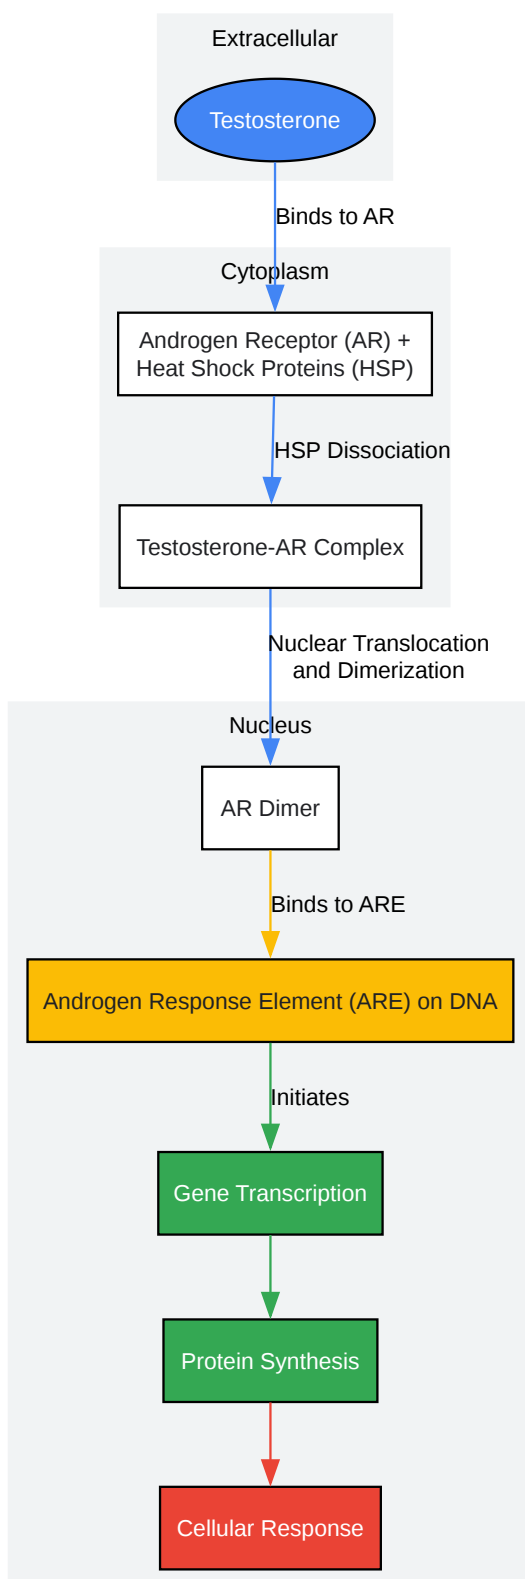 Extracellular
Testosterone
Binds to AR
Cytoplasm
Androgen Receptor (AR) +
Heat Shock Proteins (HSP)
HSP Dissociation
Testosterone-AR Complex
Nuclear Translocation
and Dimerization
Nucleus
AR Dimer
Binds to ARE
Androgen Response Element (ARE) on DNA
Initiates
Gene Transcription
Protein Synthesis
Cellular Response